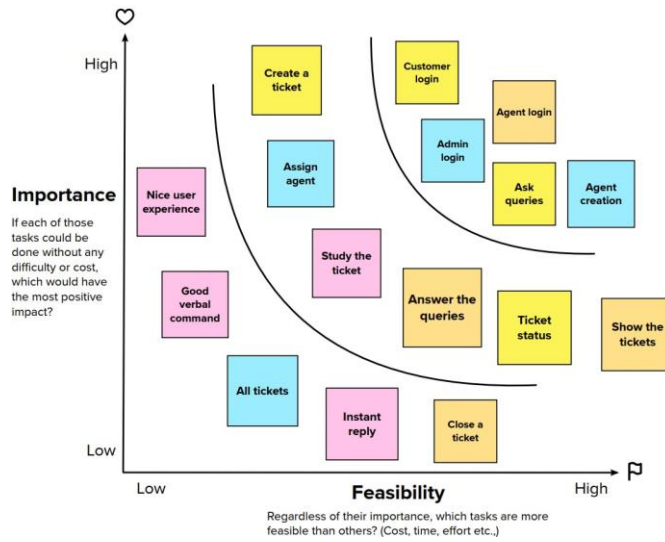 High
Create a
ticket
Customer
login
Agent login
Admin
login
Assign
agent
Ask
queries
Agent
creation
Importance
If each of those
tasks could be
done without any
difficulty or cost,
which would have
the most positive
impact?
Nice user
experience
Study the
ticket
Good
verbal
command
Answer the
queries
Ticket
status
Show the
tickets
All tickets
Instant
reply
Close a
ticket
Low
Low
Feasibility
High
Regardless of their importance, which tasks are more
feasible than others? (Cost, time, effort etc.,)